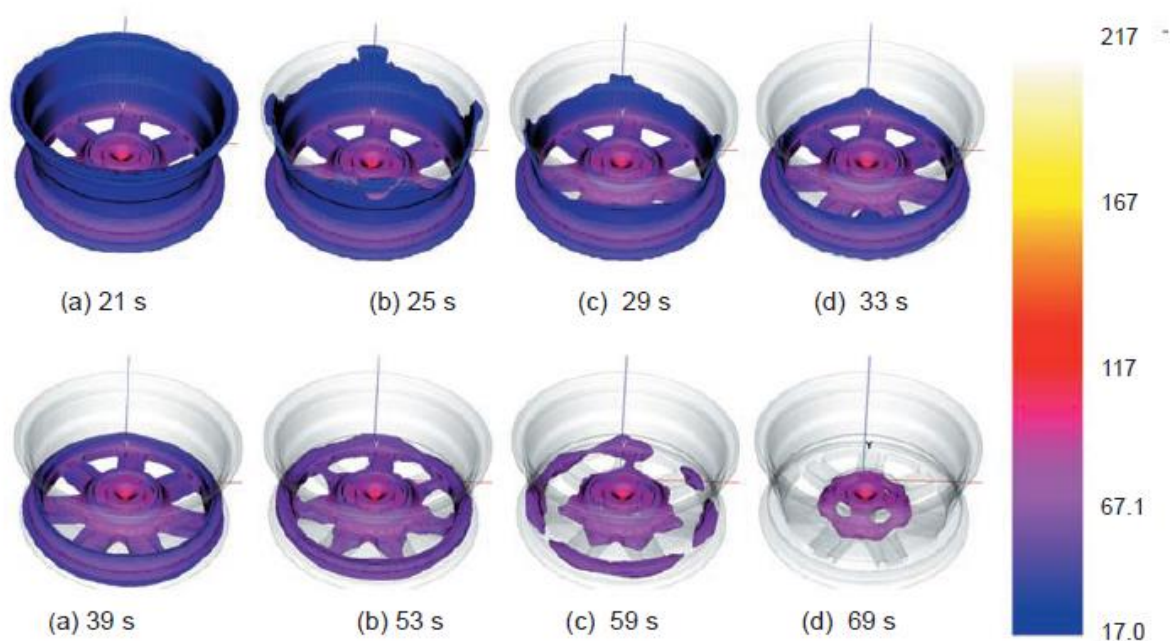 217
167
117
67.1
17.0
Y
(a) 21 s
(b) 25 s
(c) 29 s
(d) 33 s
(a) 39 s
(b) 53 s
(c) 59 s
(d) 69 s